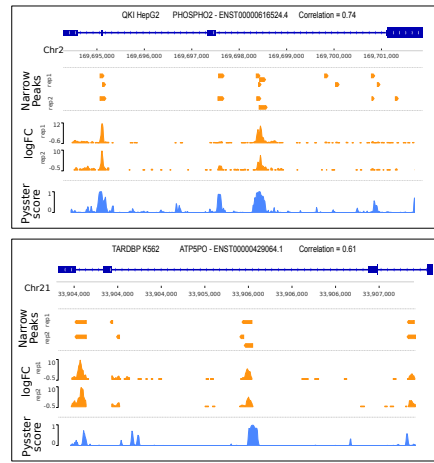 QKI HepG2 PHOSPHO2 - ENST00000616524.4 Correlation = 0.74
Chr2
169,695,000 169,696,000 169,697,000 169,698,000 169,699,000 169,700,000 169,701,000
Narrow Peaks
rep1
rep2
logFC
rep1
12
-0.6
rep2
10
-0.5
Pysster score
1
0
TARDBP K562 ATP5PO - ENST00000429064.1 Correlation = 0.61
Chr21
33,904,000 33,904,000 33,905,000 33,906,000 33,906,000 33,907,000
Narrow Peaks
rep1
rep2
logFC
rep1
10
-0.5
rep2
10
-0.5
Pysster score
1
0